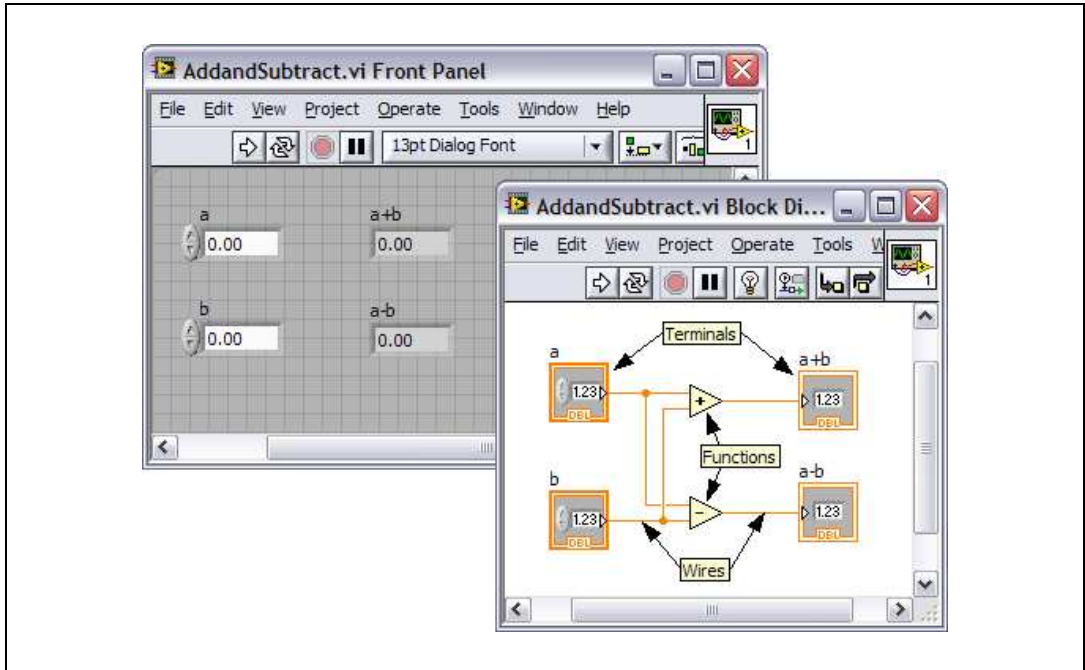 AddandSubtract.vi Front Panel
File Edit View Project Operate Tools Window Help
13pt Dialog Font
1
a
0.00
a+b
0.00
b
0.00
a-b
0.00
AddandSubtract.vi Block Di...
File Edit View Project Operate Tools W
1
Terminals
a
1.23
DBL
a+b
1.23
DBL
+
Functions
b
1.23
DBL
a-b
1.23
DBL
-
Wires